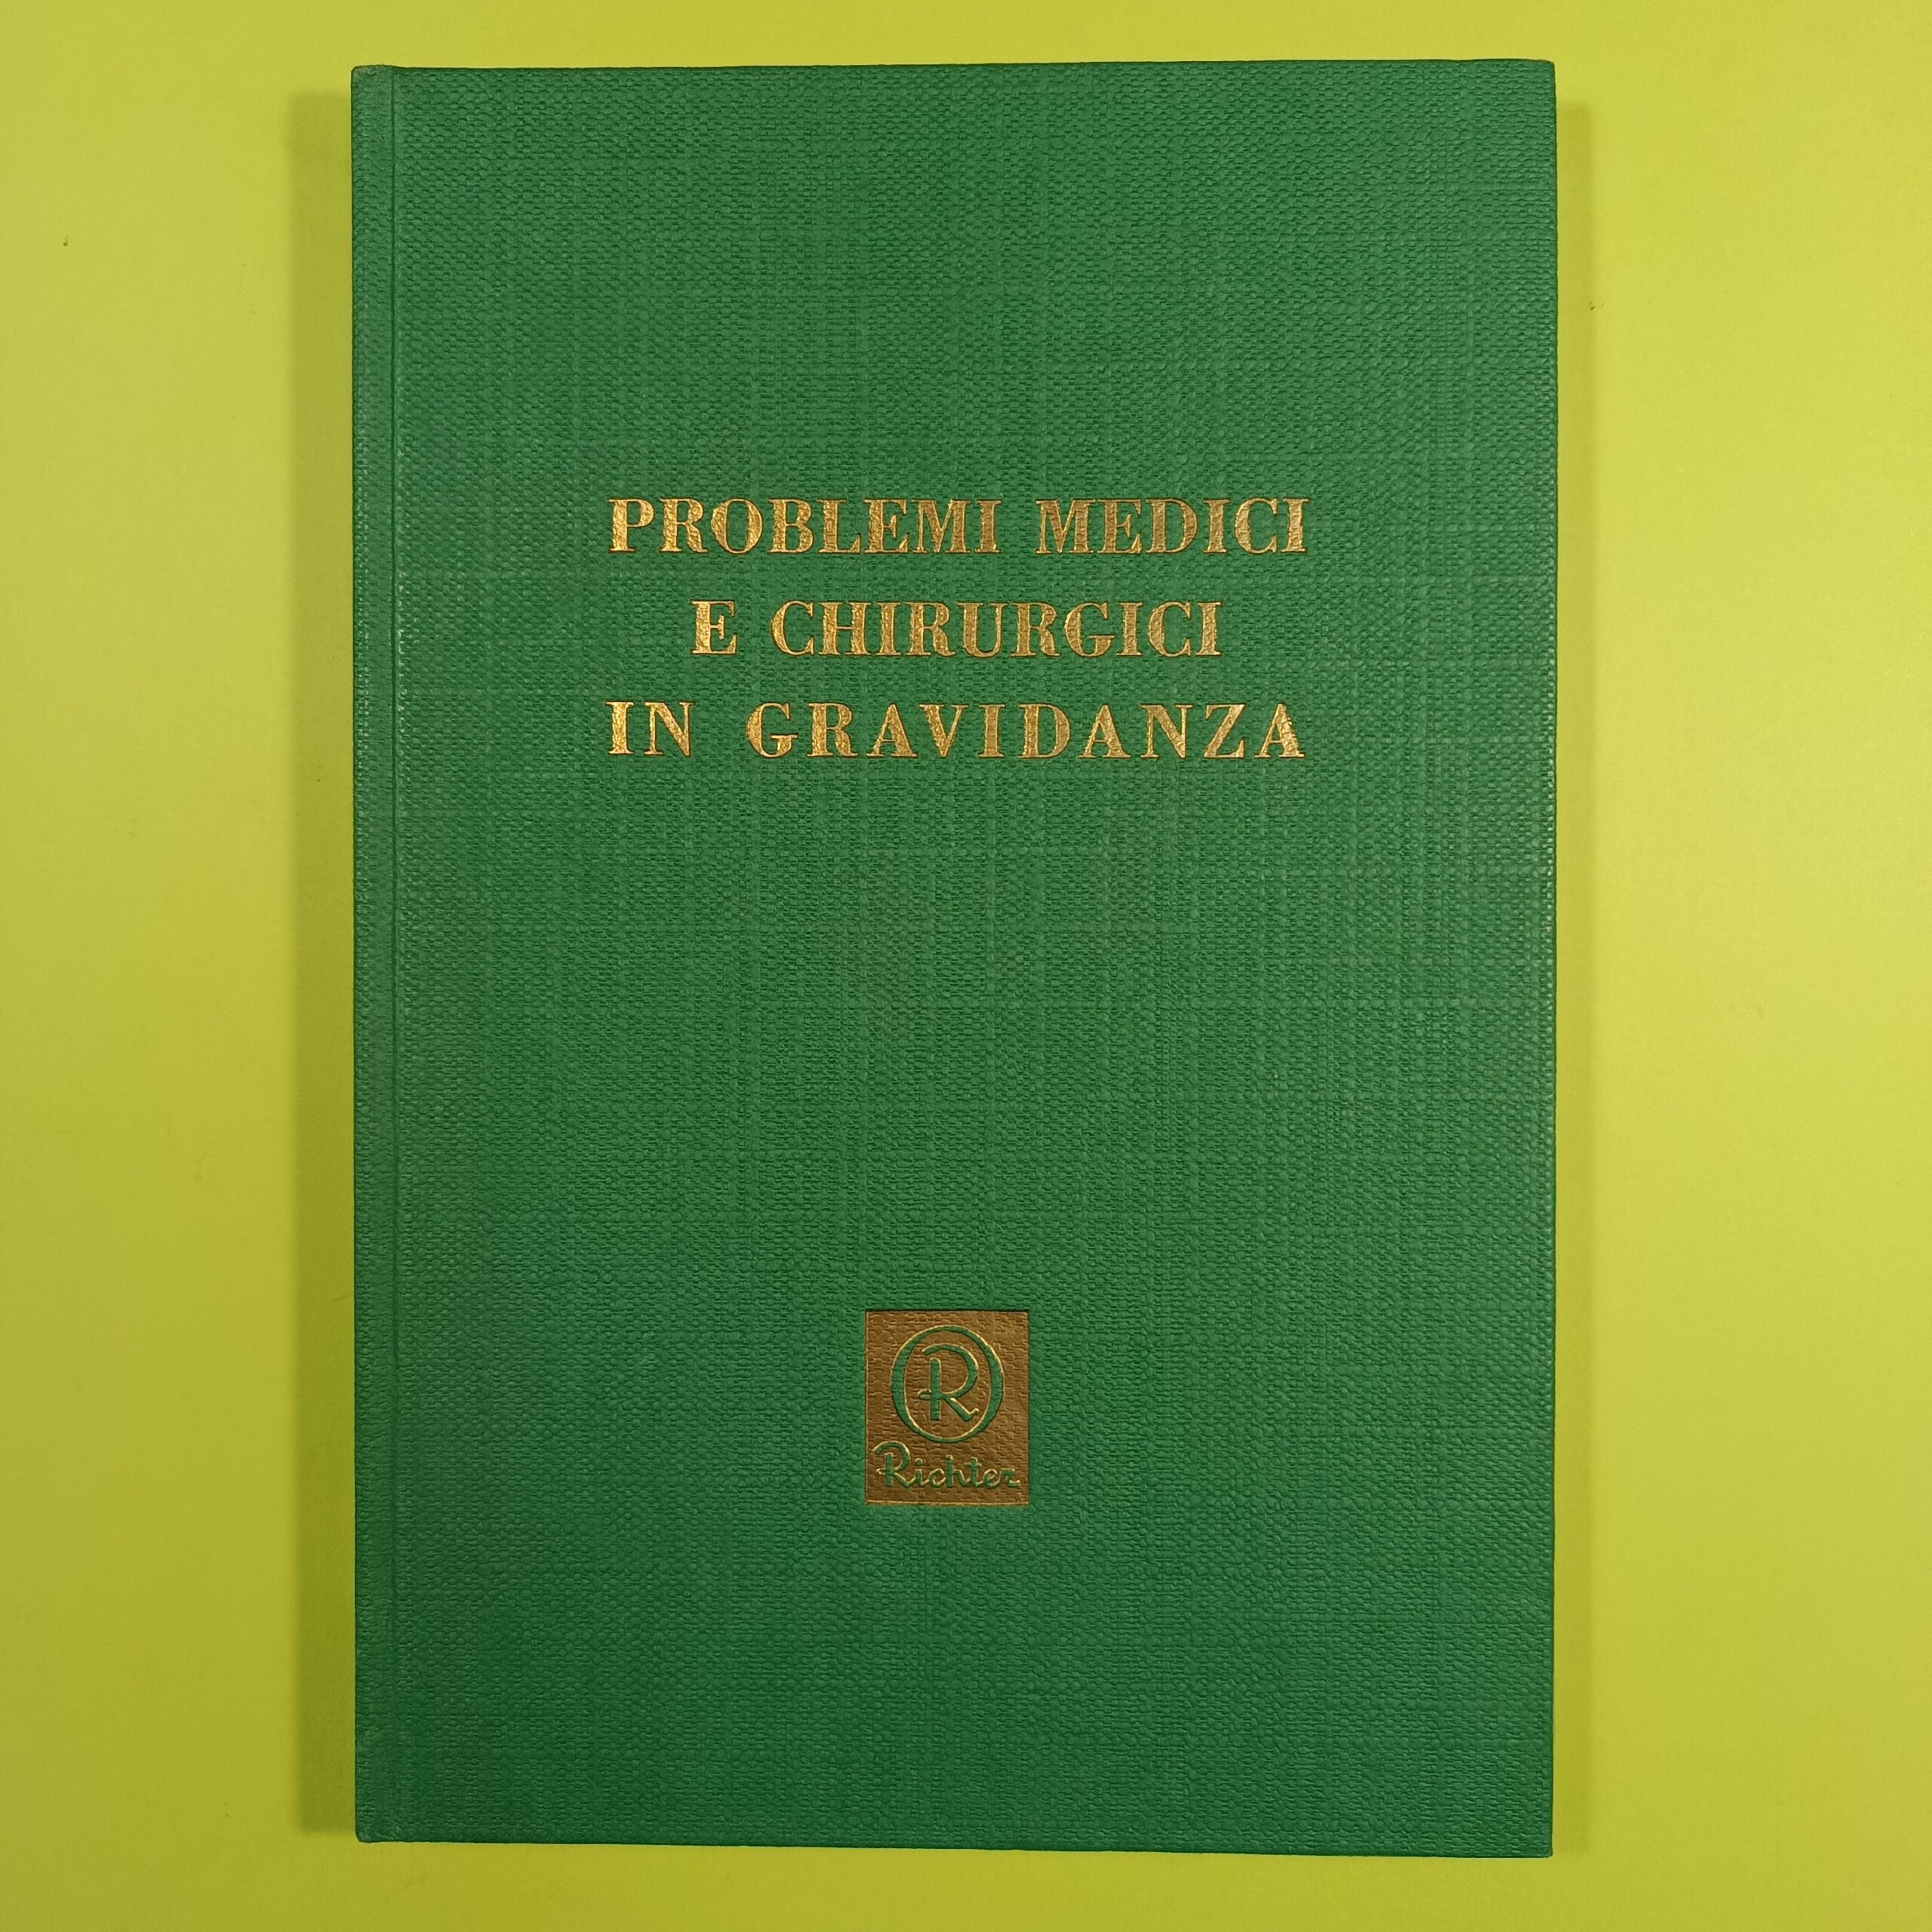 PROBLEMI MEDICI
E CHIRURGICI
IN GRAVIDANZA
R
Richter